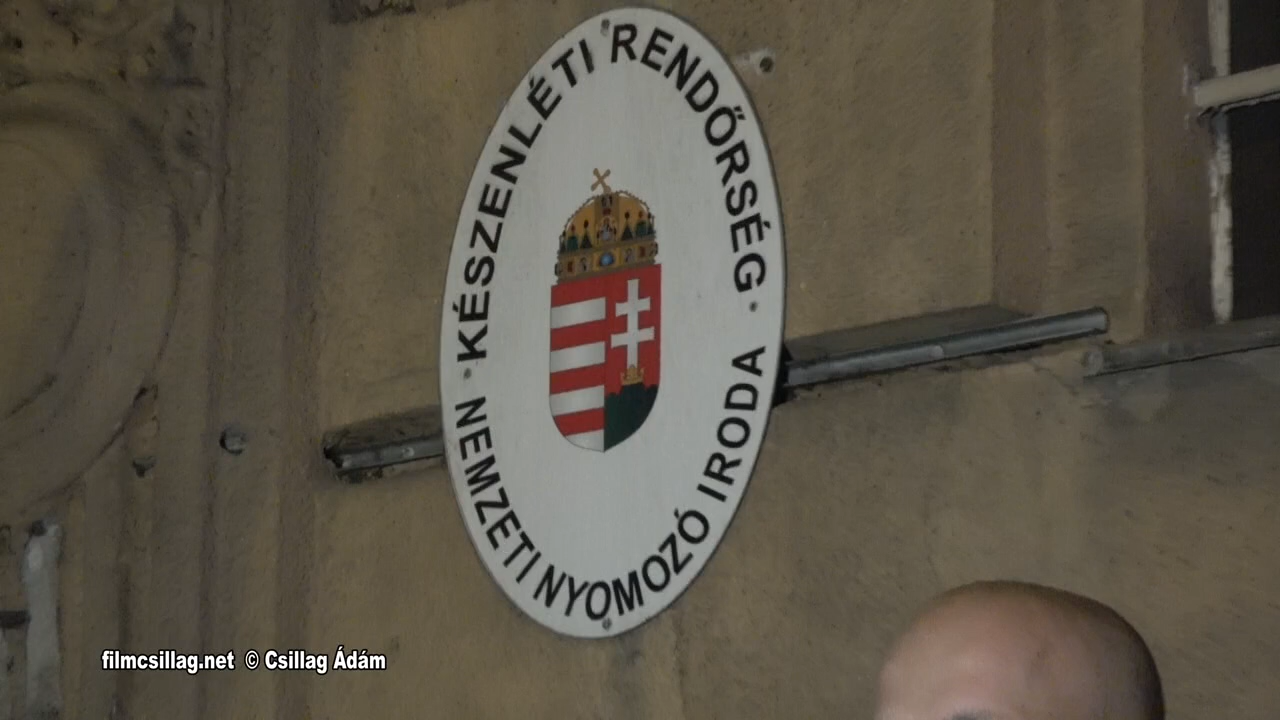 KÉSZENLÉTI RENDŐRSÉG
NEMZETI NYOMOZÓ IRODA
filmcsillag.net © Csillag Ádám